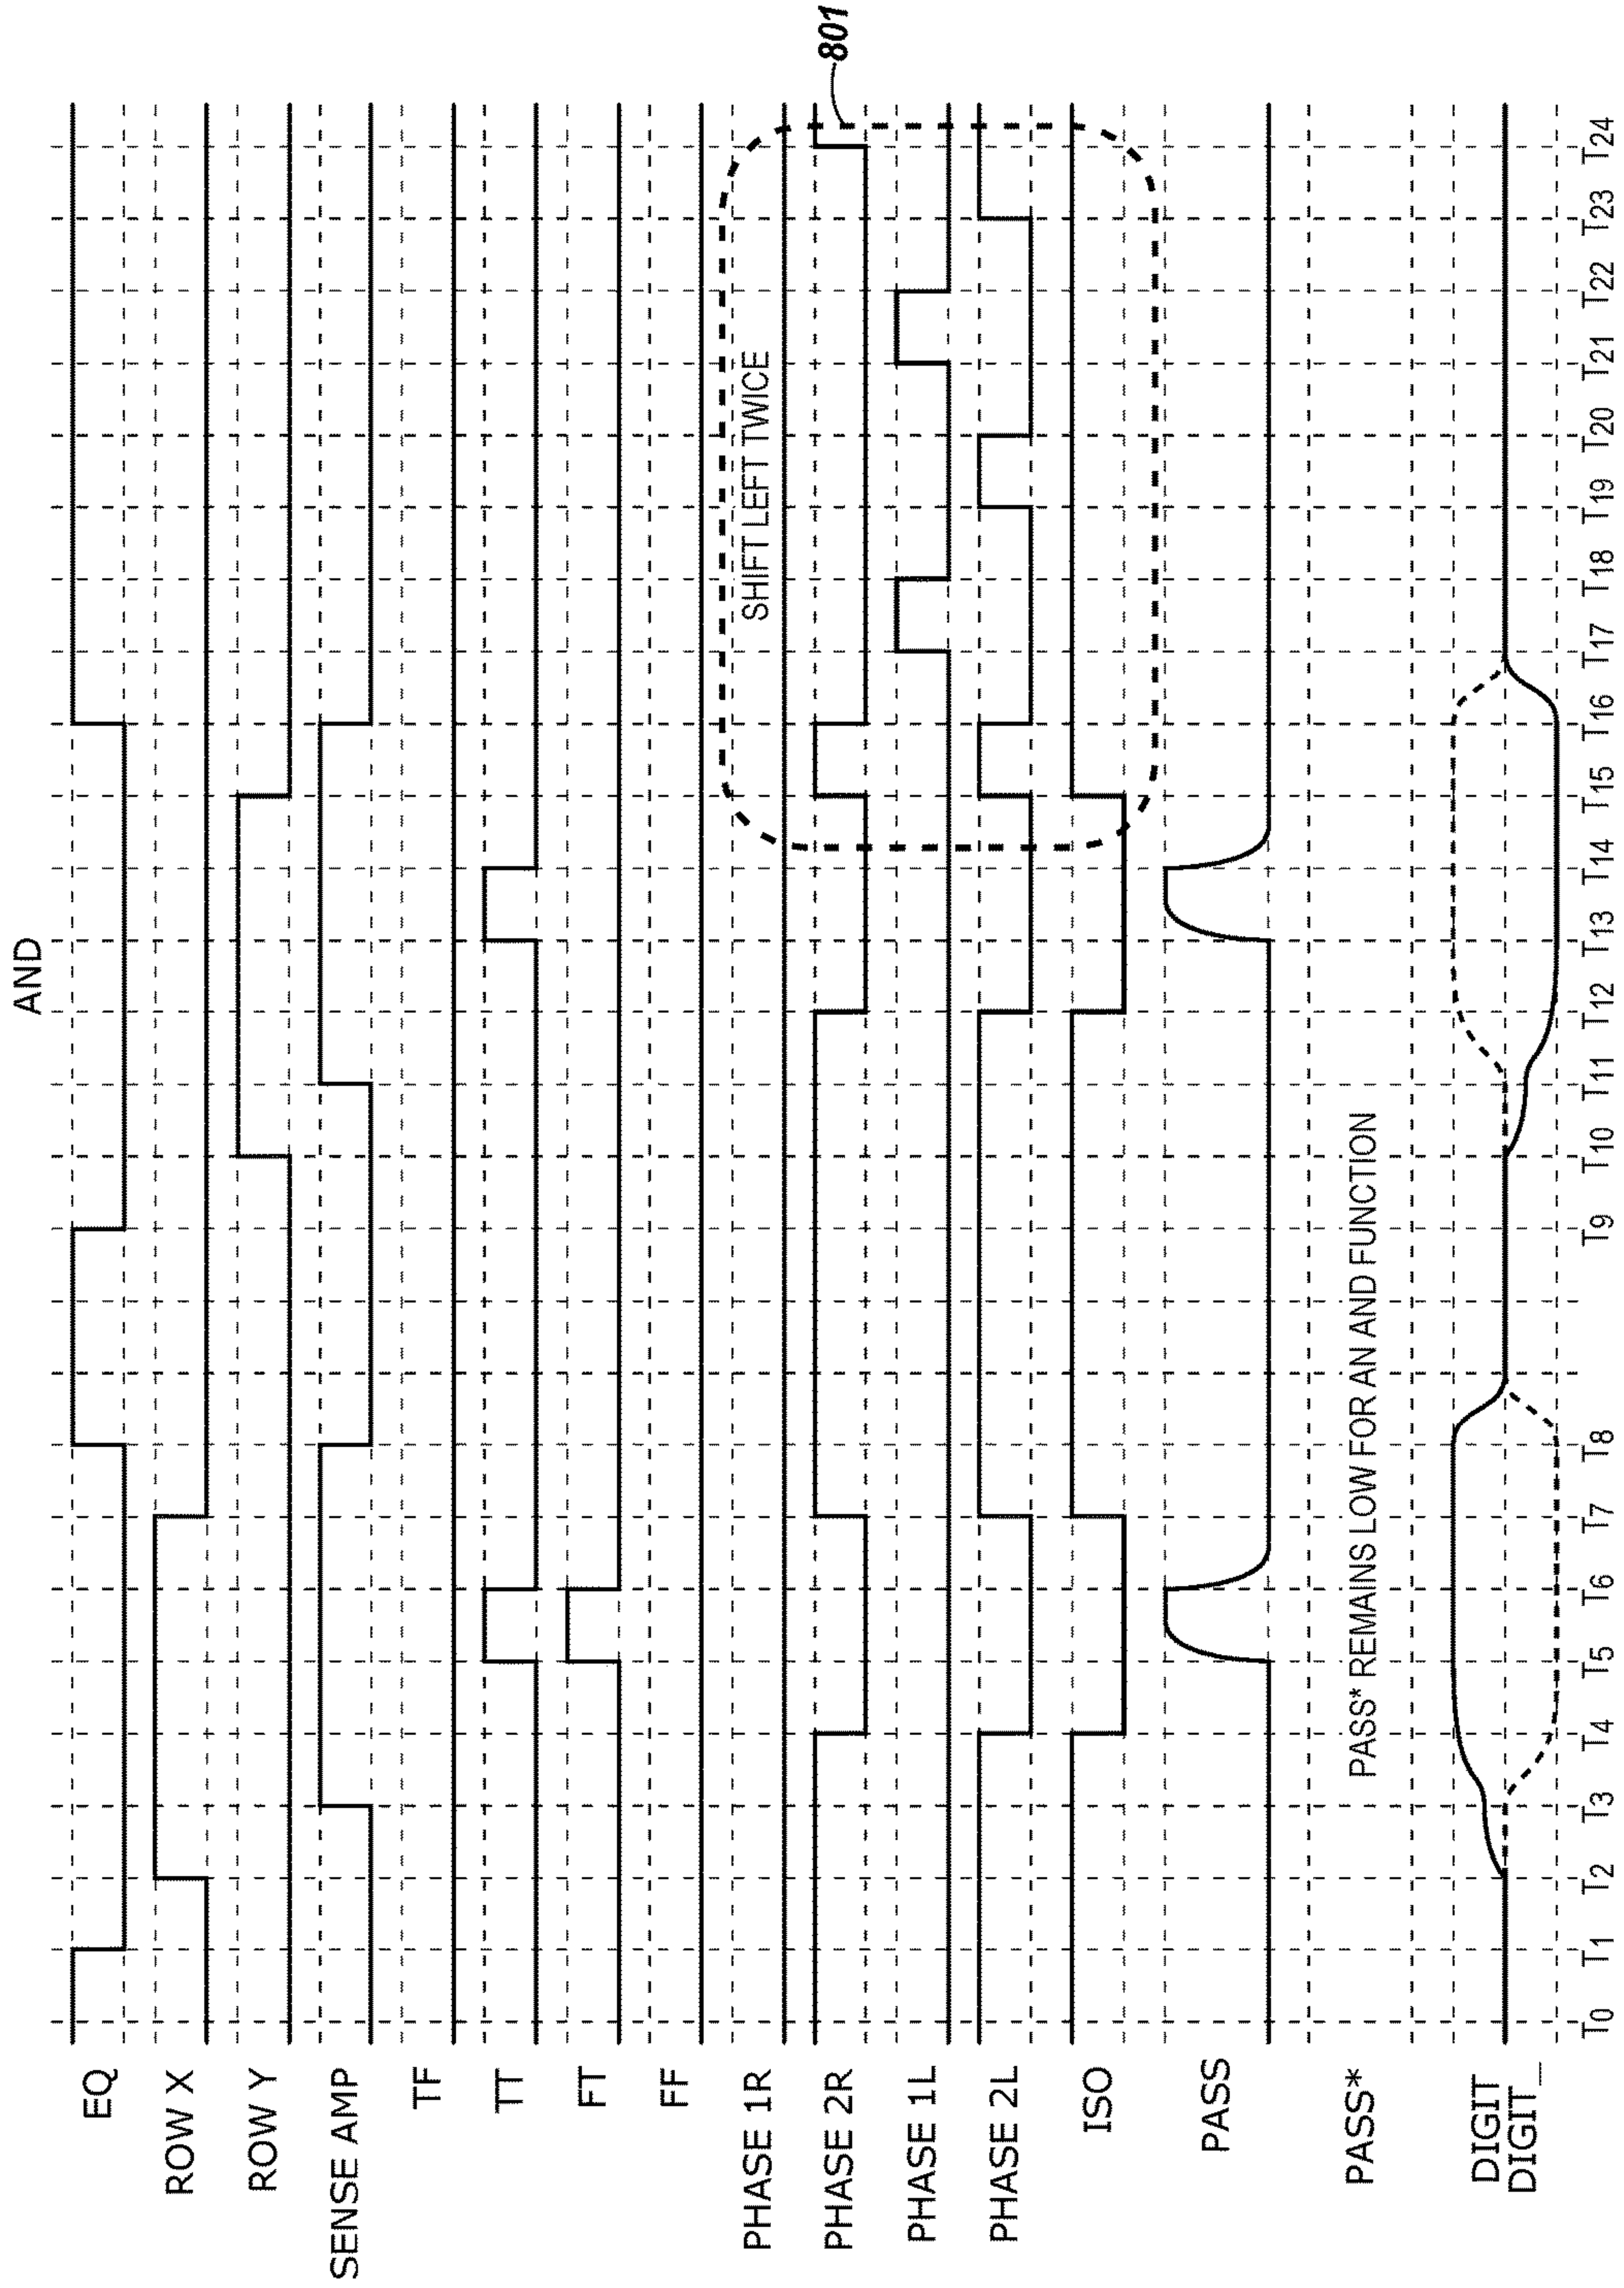 AND
EQ
ROW X
ROW Y
SENSE AMP
TF
TT
FT
FF
PHASE 1R
SHIFT LEFT TWICE
801
PHASE 2R
PHASE 1L
PHASE 2L
ISO
PASS
PASS*
PASS* REMAINS LOW FOR AN AND FUNCTION
DIGIT
DIGIT_
T0 T1 T2 T3 T4 T5 T6 T7 T8 T9 T10 T11 T12 T13 T14 T15 T16 T17 T18 T19 T20 T21 T22 T23 T24